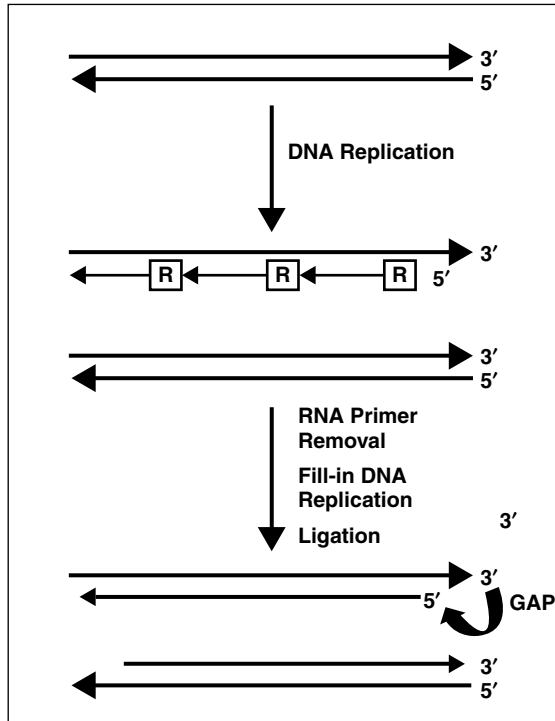 3′
5′
DNA Replication
3′
R R R 5′
3′
5′
RNA Primer
Removal
Fill-in DNA
Replication
Ligation
3′
3′
5′ GAP
3′
5′